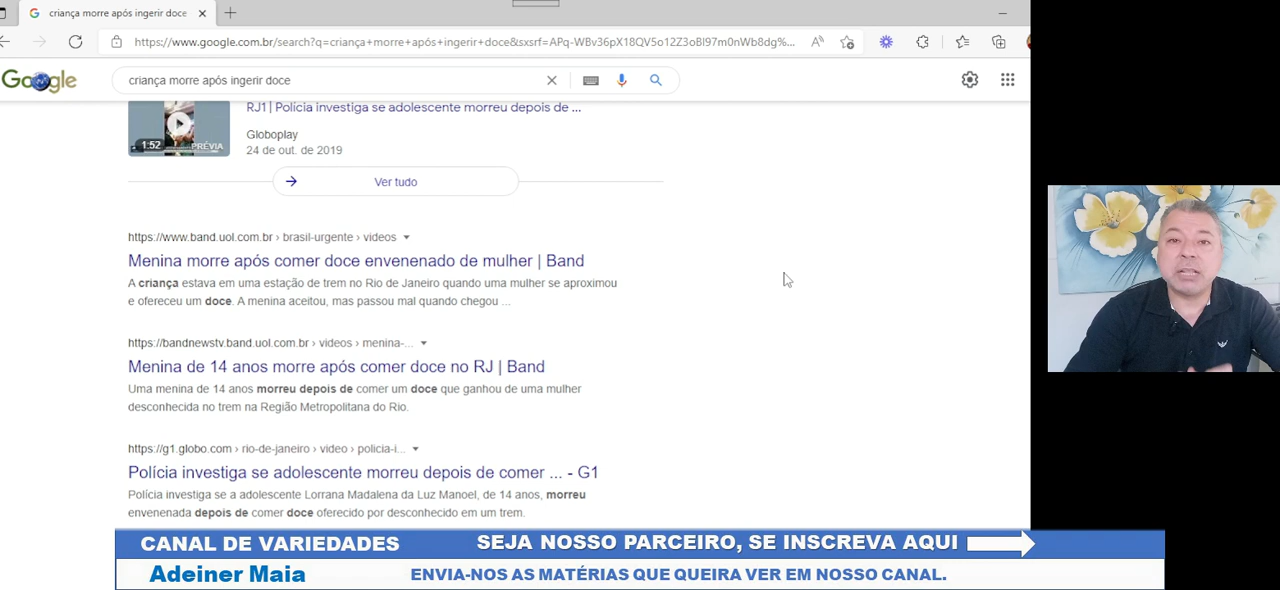 criança morre após ingerir doce
https://www.google.com.br/search?q=criança+morre+após+ingerir+doce&sxsrf=APq-WBv36pX18QV5o12Z3oBl97m0nWb8dg%...
Google
criança morre após ingerir doce
RJ1 | Polícia investiga se adolescente morreu depois de ...
1:52
PRÉVIA
Globoplay
24 de out. de 2019
Ver tudo
https://www.band.uol.com.br › brasil-urgente › videos
Menina morre após comer doce envenenado de mulher | Band
A criança estava em uma estação de trem no Rio de Janeiro quando uma mulher se aproximou
e ofereceu um doce. A menina aceitou, mas passou mal quando chegou ...
https://bandnewstv.band.uol.com.br › videos › menina-...
Menina de 14 anos morre após comer doce no RJ | Band
Uma menina de 14 anos morreu depois de comer um doce que ganhou de uma mulher
desconhecida no trem na Região Metropolitana do Rio.
https://g1.globo.com › rio-de-janeiro › video › policia-i...
Polícia investiga se adolescente morreu depois de comer ... - G1
Polícia investiga se a adolescente Lorrana Madalena da Luz Manoel, de 14 anos, morreu
envenenada depois de comer doce oferecido por desconhecido em um trem.
CANAL DE VARIEDADES
SEJA NOSSO PARCEIRO, SE INSCREVA AQUI
Adeiner Maia
ENVIA-NOS AS MATÉRIAS QUE QUEIRA VER EM NOSSO CANAL.